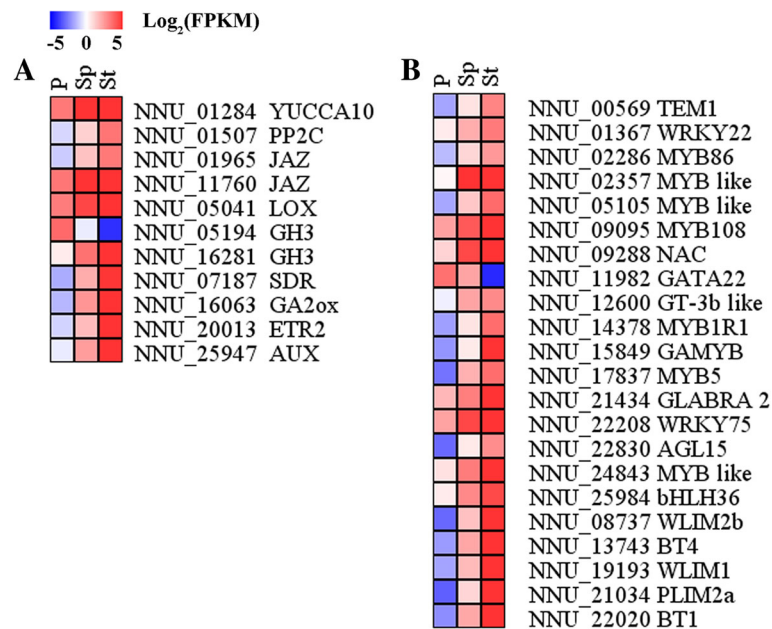 Log2(FPKM)
-5 0 5
A
P Sp St
NNU_01284 YUCCA10
NNU_01507 PP2C
NNU_01965 JAZ
NNU_11760 JAZ
NNU_05041 LOX
NNU_05194 GH3
NNU_16281 GH3
NNU_07187 SDR
NNU_16063 GA2ox
NNU_20013 ETR2
NNU_25947 AUX
B
P Sp St
NNU_00569 TEM1
NNU_01367 WRKY22
NNU_02286 MYB86
NNU_02357 MYB like
NNU_05105 MYB like
NNU_09095 MYB108
NNU_09288 NAC
NNU_11982 GATA22
NNU_12600 GT-3b like
NNU_14378 MYB1R1
NNU_15849 GAMYB
NNU_17837 MYB5
NNU_21434 GLABRA 2
NNU_22208 WRKY75
NNU_22830 AGL15
NNU_24843 MYB like
NNU_25984 bHLH36
NNU_08737 WLIM2b
NNU_13743 BT4
NNU_19193 WLIM1
NNU_21034 PLIM2a
NNU_22020 BT1